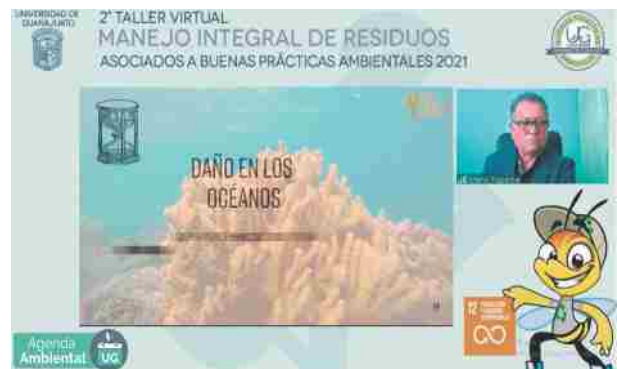 UNIVERSIDAD DE
GUANAJUATO
2° TALLER VIRTUAL
MANEJO INTEGRAL DE RESIDUOS
ASOCIADOS A BUENAS PRÁCTICAS AMBIENTALES 2021
UG
DAÑO EN LOS
OCÉANOS
12
Agenda
Ambiental
UG